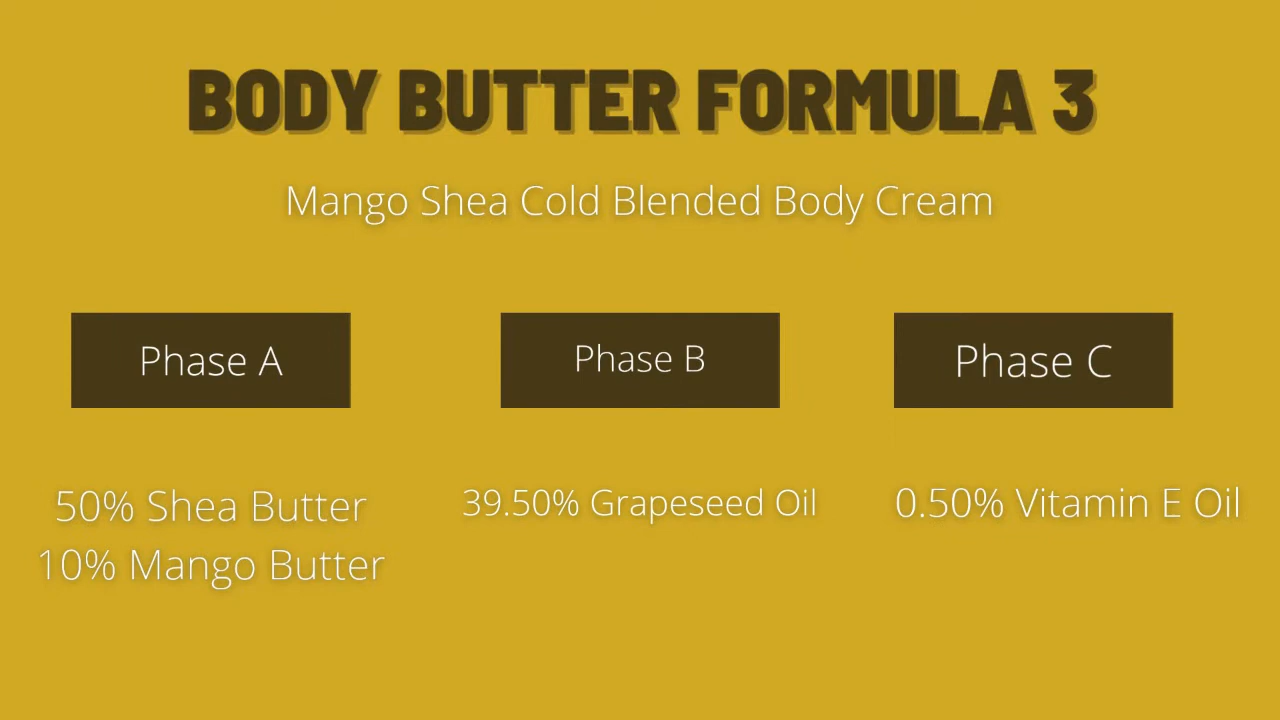 BODY BUTTER FORMULA 3
Mango Shea Cold Blended Body Cream
Phase A
50% Shea Butter
10% Mango Butter
Phase B
39.50% Grapeseed Oil
Phase C
0.50% Vitamin E Oil